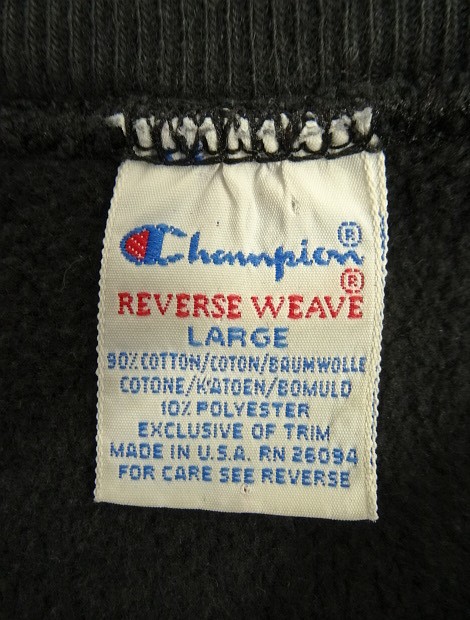 Champion®
®
REVERSE WEAVE
LARGE
90% COTTON/COTON/BAUMWOLLE
COTONE/KATOEN/BOMULD
10% POLYESTER
EXCLUSIVE OF TRIM
MADE IN U.S.A. RN 26094
FOR CARE SEE REVERSE